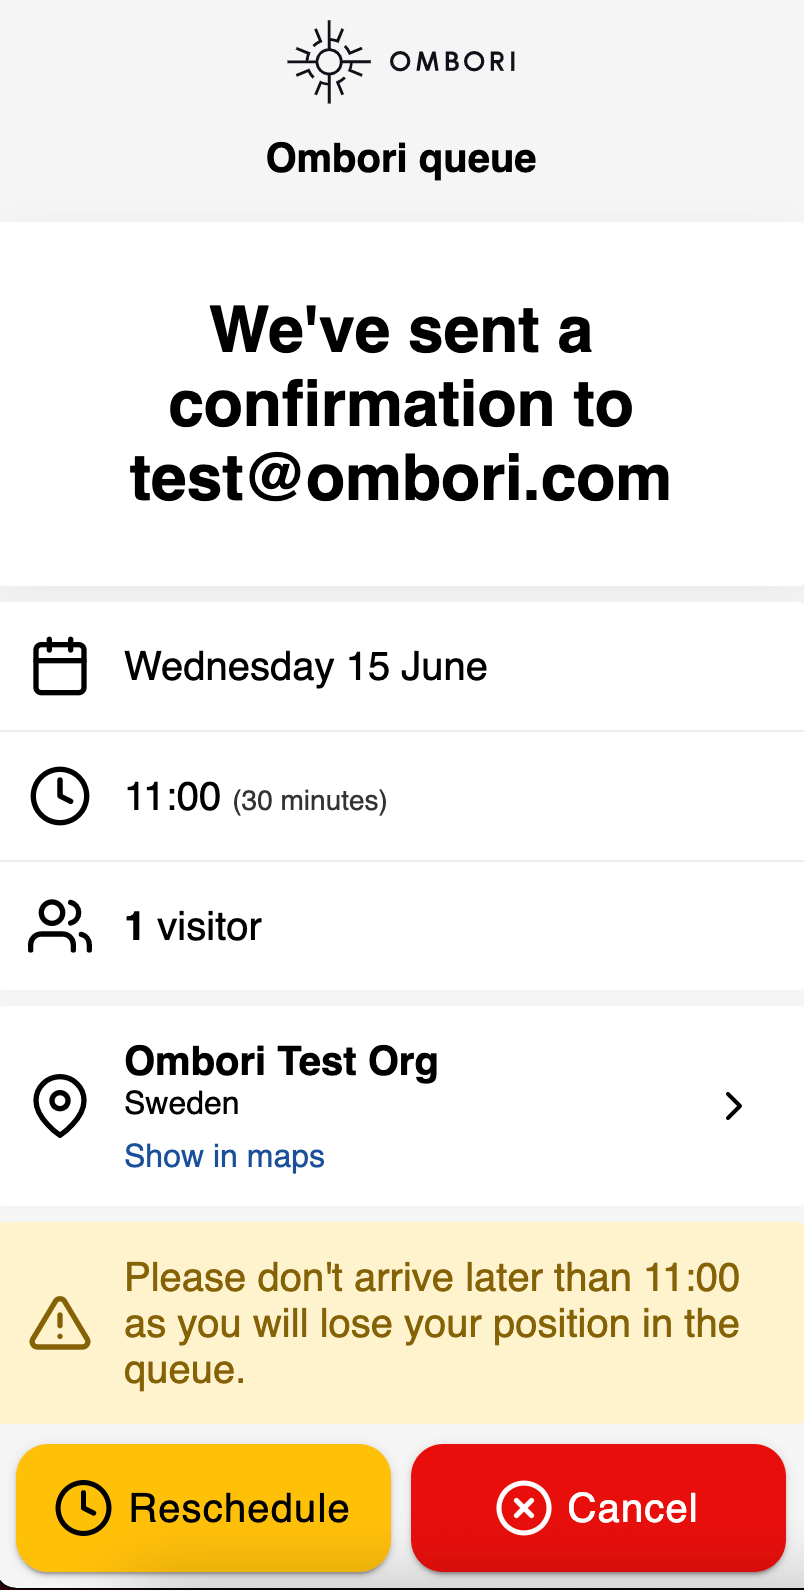 OMBORI
Ombori queue
We've sent a
confirmation to
test@ombori.com
Wednesday 15 June
11:00 (30 minutes)
1 visitor
Ombori Test Org
Sweden
Show in maps
Please don't arrive later than 11:00
as you will lose your position in the
queue.
Reschedule
Cancel